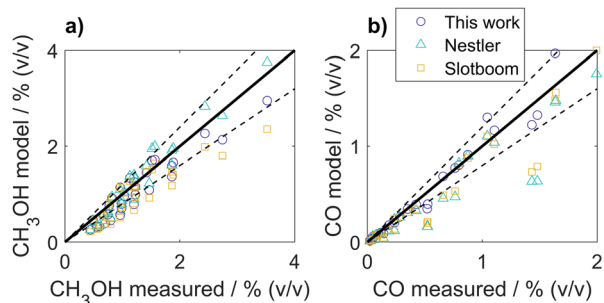 a)
CH3OH model / % (v/v)
4
2
0
0 2 4
CH3OH measured / % (v/v)
b)
This work
Nestler
Slotboom
CO model / % (v/v)
2
1
0
0 1 2
CO measured / % (v/v)